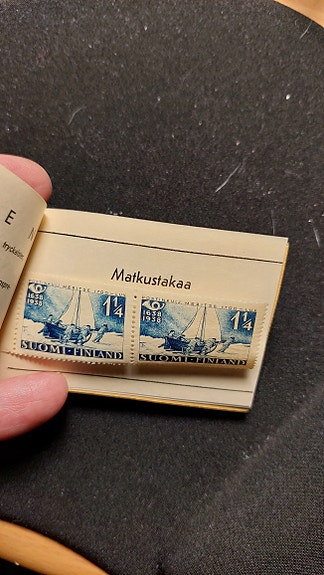 E
Matkustakaa
1638
1938
1¼
SUOMI·FINLAND
1638
1938
1¼
SUOMI·FINLAND